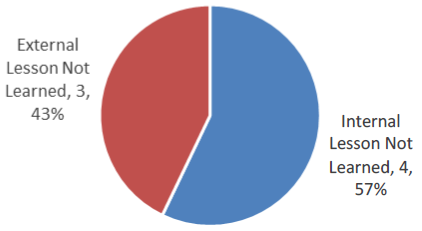 External
Lesson Not
Learned, 3,
43%
Internal
Lesson Not
Learned, 4,
57%